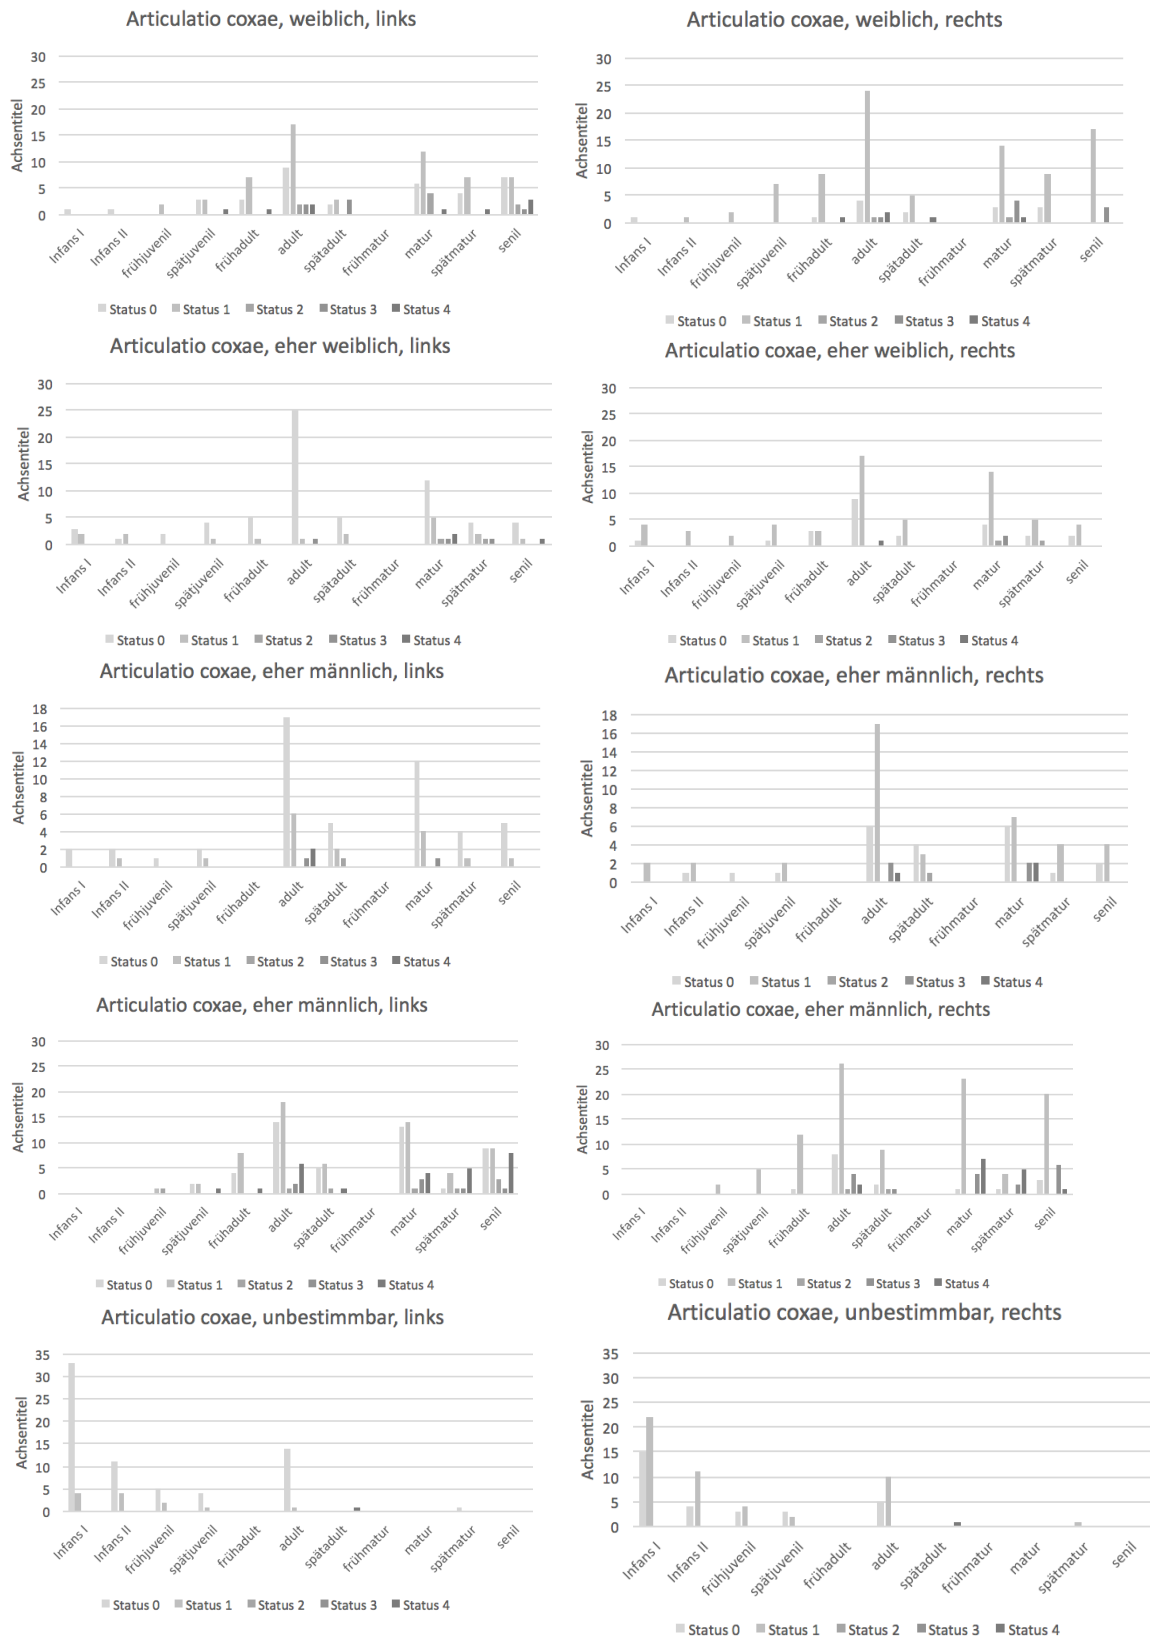 Articulatio coxae, weiblich, links
30
25
20
15
10
5
0
Achsentitel
Infans I
Infans II
frühjuvenil
spätjuvenil
frühadult
adult
spätadult
frühmatur
matur
spätmatur
senil
Status 0 Status 1 Status 2 Status 3 Status 4
Articulatio coxae, weiblich, rechts
30
25
20
15
10
5
0
Achsentitel
Infans I
Infans II
frühjuvenil
spätjuvenil
frühadult
adult
spätadult
frühmatur
matur
spätmatur
senil
Status 0 Status 1 Status 2 Status 3 Status 4
Articulatio coxae, eher weiblich, links
30
25
20
15
10
5
0
Achsentitel
Infans I
Infans II
frühjuvenil
spätjuvenil
frühadult
adult
spätadult
frühmatur
matur
spätmatur
senil
Status 0 Status 1 Status 2 Status 3 Status 4
Articulatio coxae, eher weiblich, rechts
30
25
20
15
10
5
0
Achsentitel
Infans I
Infans II
frühjuvenil
spätjuvenil
frühadult
adult
spätadult
frühmatur
matur
spätmatur
senil
Status 0 Status 1 Status 2 Status 3 Status 4
Articulatio coxae, eher männlich, links
18
16
14
12
10
8
6
4
2
0
Achsentitel
Infans I
Infans II
frühjuvenil
spätjuvenil
frühadult
adult
spätadult
frühmatur
matur
spätmatur
senil
Status 0 Status 1 Status 2 Status 3 Status 4
Articulatio coxae, eher männlich, rechts
18
16
14
12
10
8
6
4
2
0
Achsentitel
Infans I
Infans II
frühjuvenil
spätjuvenil
frühadult
adult
spätadult
frühmatur
matur
spätmatur
senil
Status 0 Status 1 Status 2 Status 3 Status 4
Articulatio coxae, eher männlich, links
30
25
20
15
10
5
0
Achsentitel
Infans I
Infans II
frühjuvenil
spätjuvenil
frühadult
adult
spätadult
frühmatur
matur
spätmatur
senil
Status 0 Status 1 Status 2 Status 3 Status 4
Articulatio coxae, eher männlich, rechts
30
25
20
15
10
5
0
Achsentitel
Infans I
Infans II
frühjuvenil
spätjuvenil
frühadult
adult
spätadult
frühmatur
matur
spätmatur
senil
Status 0 Status 1 Status 2 Status 3 Status 4
Articulatio coxae, unbestimmbar, links
35
30
25
20
15
10
5
0
Achsentitel
Infans I
Infans II
frühjuvenil
spätjuvenil
frühadult
adult
spätadult
frühmatur
matur
spätmatur
senil
Status 0 Status 1 Status 2 Status 3 Status 4
Articulatio coxae, unbestimmbar, rechts
35
30
25
20
15
10
5
0
Achsentitel
Infans I
Infans II
frühjuvenil
spätjuvenil
frühadult
adult
spätadult
frühmatur
matur
spätmatur
senil
Status 0 Status 1 Status 2 Status 3 Status 4